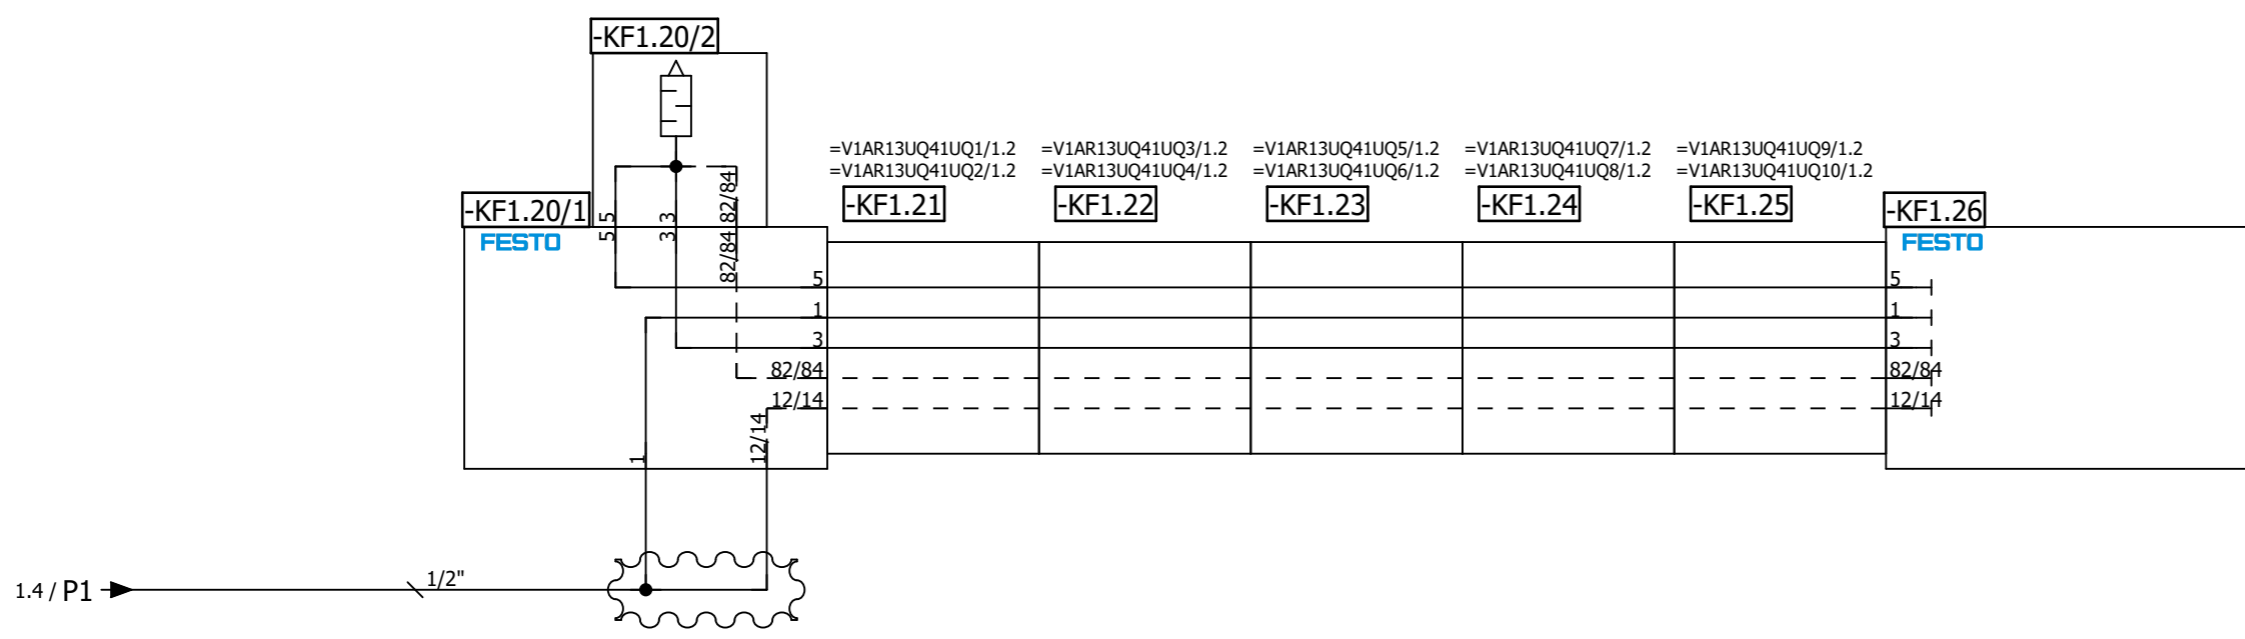 -KF1.20/2
=V1AR13UQ41UQ1/1.2 =V1AR13UQ41UQ3/1.2 =V1AR13UQ41UQ5/1.2 =V1AR13UQ41UQ7/1.2 =V1AR13UQ41UQ9/1.2
=V1AR13UQ41UQ2/1.2 =V1AR13UQ41UQ4/1.2 =V1AR13UQ41UQ6/1.2 =V1AR13UQ41UQ8/1.2 =V1AR13UQ41UQ10/1.2
-KF1.20/1 -KF1.21 -KF1.22 -KF1.23 -KF1.24 -KF1.25 -KF1.26
5 3 82/84
5 3 82/84
FESTO FESTO
5 5
1 1
3 3
82/84 82/84
12/14 12/14
1 12/14
1.4 / P1 1/2"